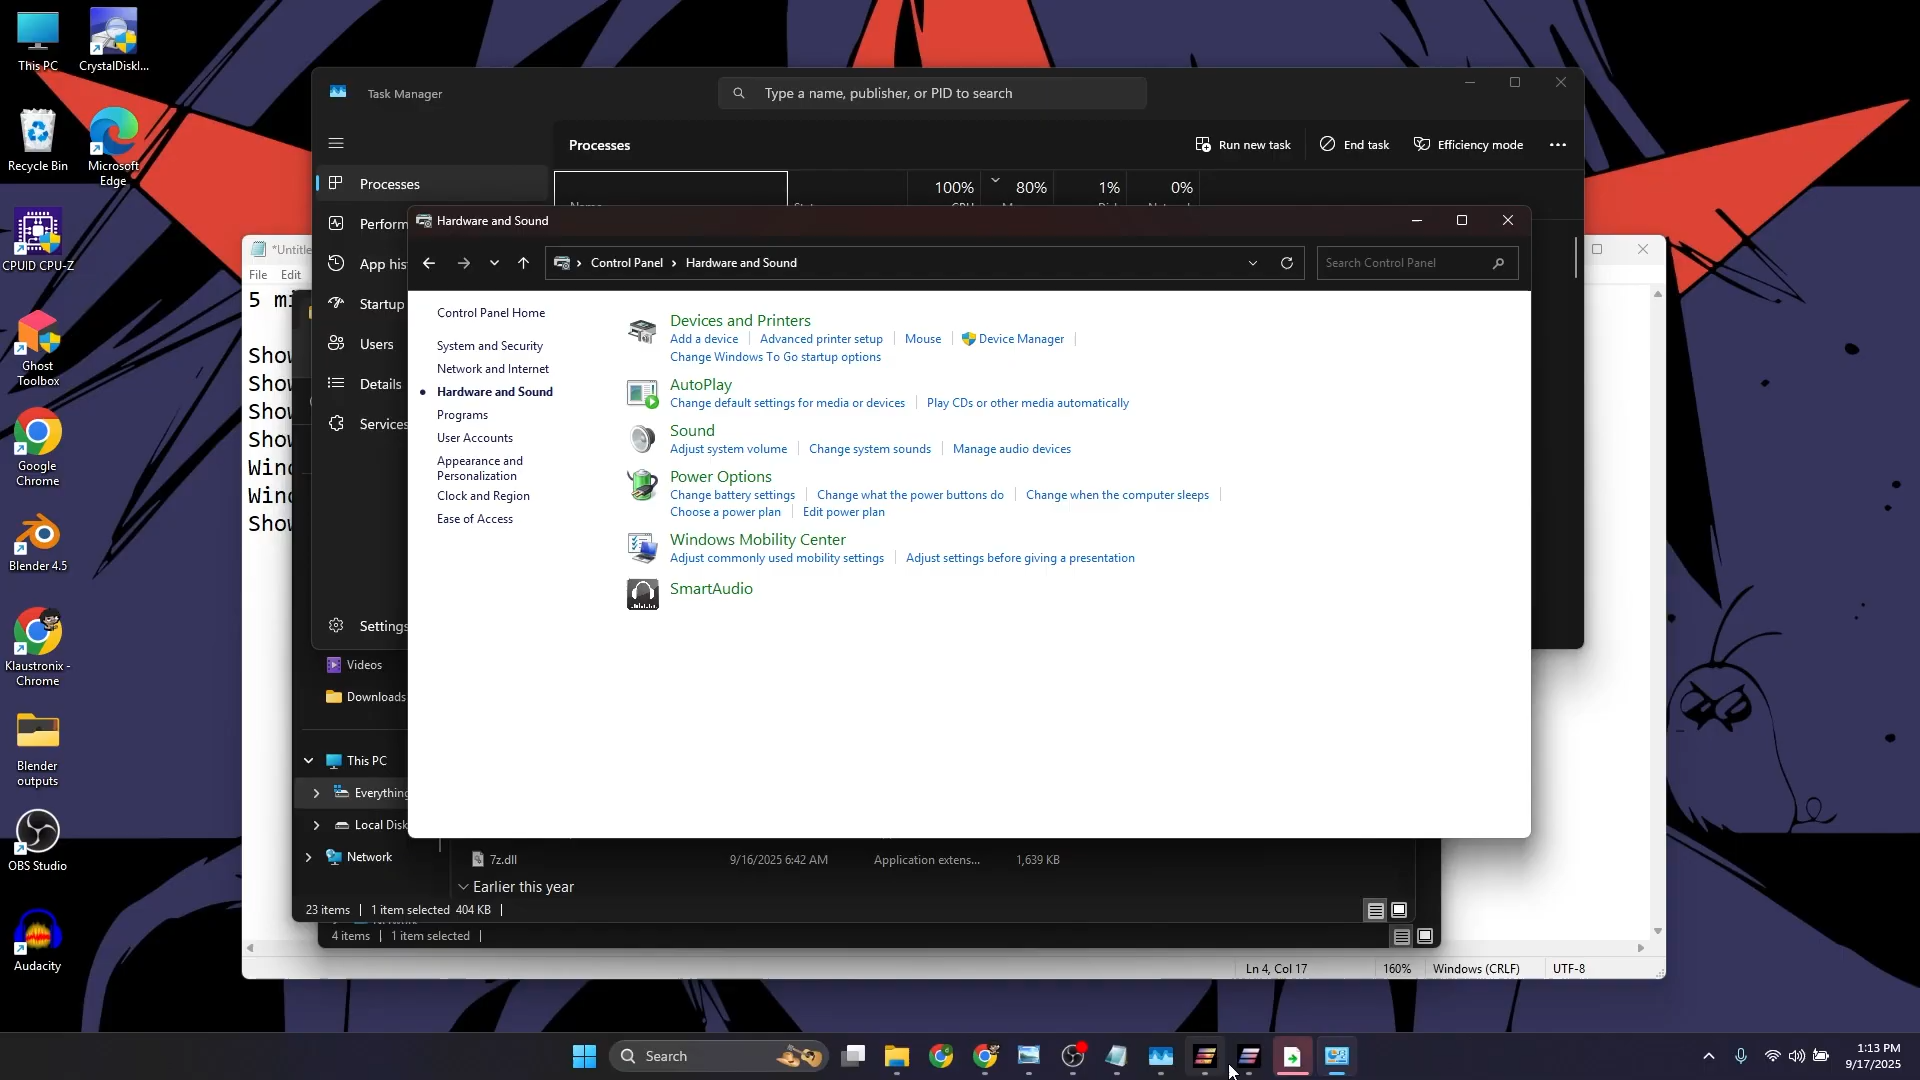 This PC
CrystalDiskI...
Recycle Bin
Microsoft
Edge
CPUID CPU-Z
Ghost
Toolbox
Google
Chrome
Blender 4.5
Klaustronix -
Chrome
Blender
outputs
OBS Studio
Audacity
Task Manager
Type a name, publisher, or PID to search
Processes
Run new task
End task
Efficiency mode
Processes
Perform
App his
Startup
Users
Details
Services
Settings
100%
80%
1%
0%
*Untitle
File Edit
5 mi
Show
Show
Show
Show
Wind
Wind
Show
Hardware and Sound
Control Panel > Hardware and Sound
Search Control Panel
Control Panel Home
System and Security
Network and Internet
Hardware and Sound
Programs
User Accounts
Appearance and
Personalization
Clock and Region
Ease of Access
Devices and Printers
Add a device
Advanced printer setup
Mouse
Device Manager
Change Windows To Go startup options
AutoPlay
Change default settings for media or devices
Play CDs or other media automatically
Sound
Adjust system volume
Change system sounds
Manage audio devices
Power Options
Change battery settings
Change what the power buttons do
Change when the computer sleeps
Choose a power plan
Edit power plan
Windows Mobility Center
Adjust commonly used mobility settings
Adjust settings before giving a presentation
SmartAudio
Videos
Downloads
This PC
Everything
Local Disk
Network
7z.dll
9/16/2025 6:42 AM
Application extens...
1,639 KB
Earlier this year
23 items
1 item selected 404 KB
4 items
1 item selected
Ln 4, Col 17
160%
Windows (CRLF)
UTF-8
Search
1:13 PM
9/17/2025